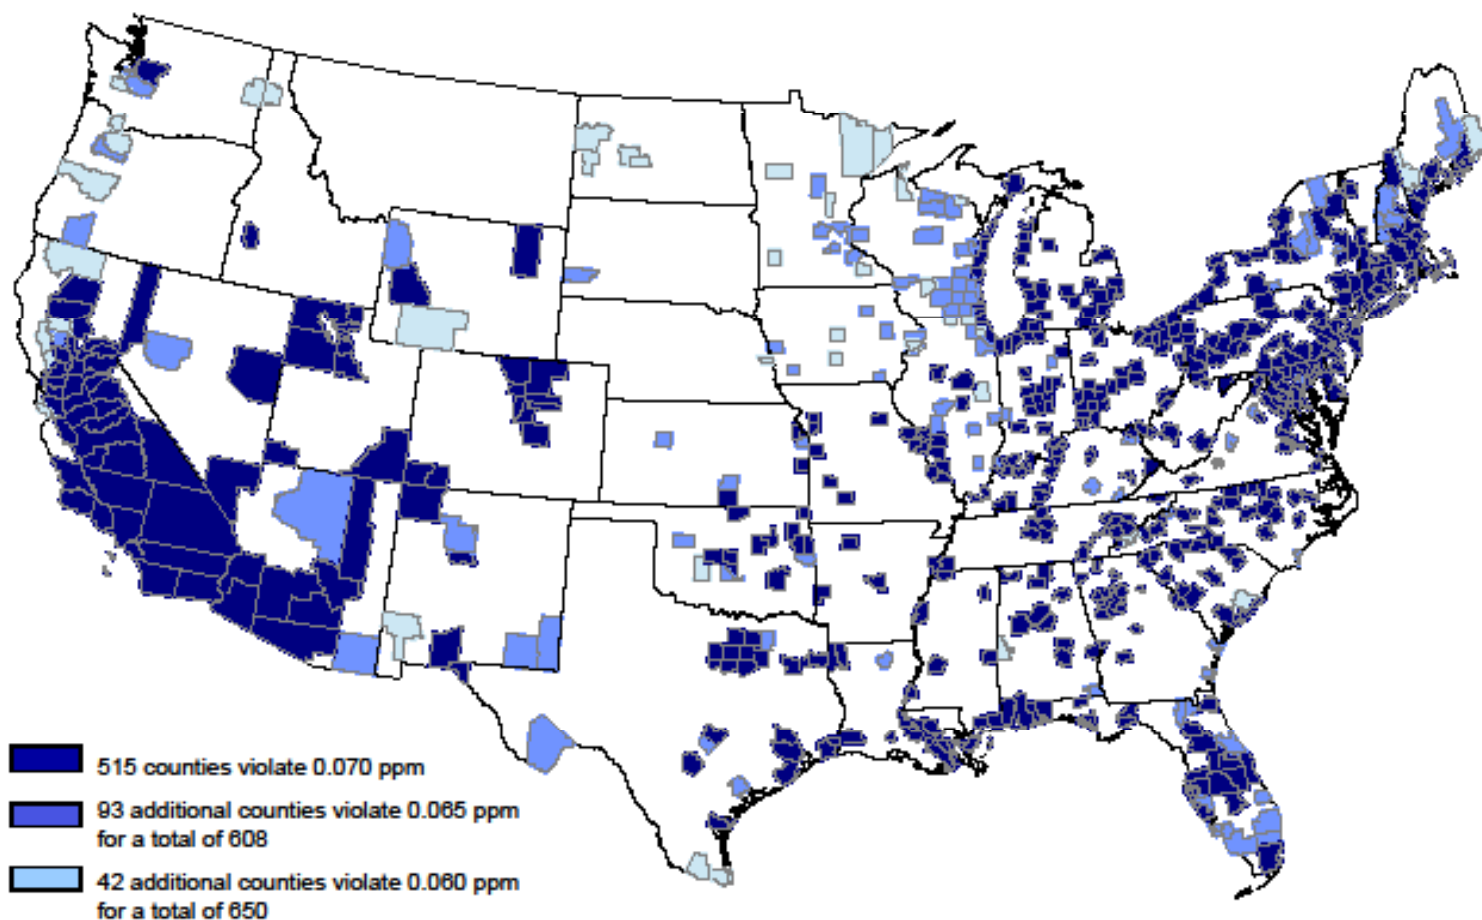 515 counties violate 0.070 ppm
93 additional counties violate 0.065 ppm
for a total of 608
42 additional counties violate 0.060 ppm
for a total of 650